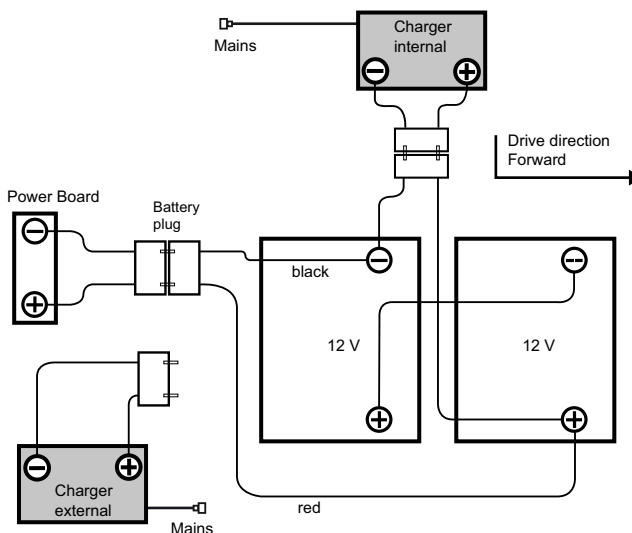 Charger
internal
Mains
Drive direction
Forward
Power Board
Battery
plug
black
12 V
12 V
Charger
external
red
Mains